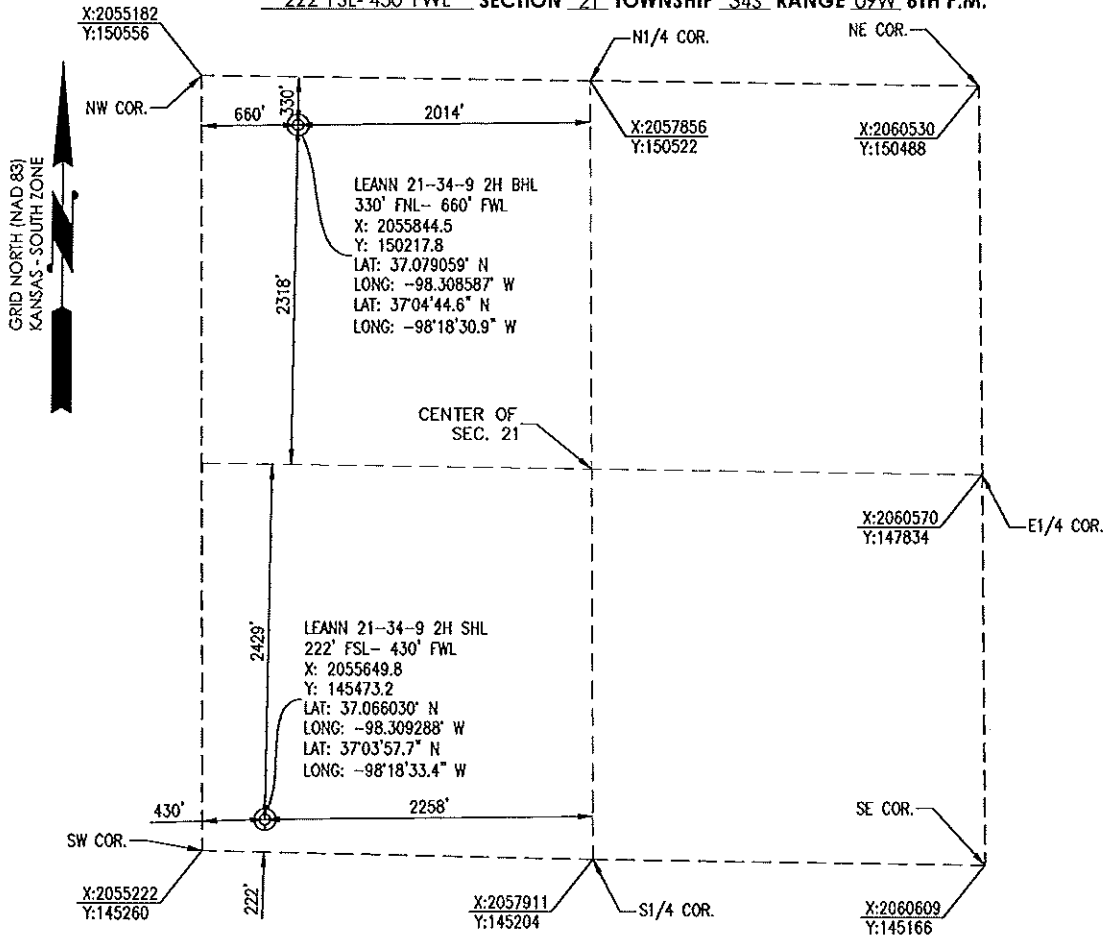 222' FSL- 430' FWL SECTION 21 TOWNSHIP 34S RANGE 09W 6TH P.M.
X:2055182
Y:150556
N1/4 COR.
NE COR.
NW COR.
660'
330'
2014'
X:2057856
Y:150522
X:2060530
Y:150488
GRID NORTH (NAD 83)
KANSAS - SOUTH ZONE
LEANN 21-34-9 2H BHL
330' FNL- 660' FWL
X: 2055844.5
Y: 150217.8
LAT: 37.079059° N
LONG: -98.308587° W
LAT: 37°04'44.6" N
LONG: -98°18'30.9" W
2318'
CENTER OF
SEC. 21
X:2060570
Y:147834
E1/4 COR.
2429'
LEANN 21-34-9 2H SHL
222' FSL- 430' FWL
X: 2055649.8
Y: 145473.2
LAT: 37.066030° N
LONG: -98.309288° W
LAT: 37°03'57.7" N
LONG: -98°18'33.4" W
430'
2258'
SW COR.
SE COR.
X:2055222
Y:145260
222'
X:2057911
Y:145204
S1/4 COR.
X:2060609
Y:145166